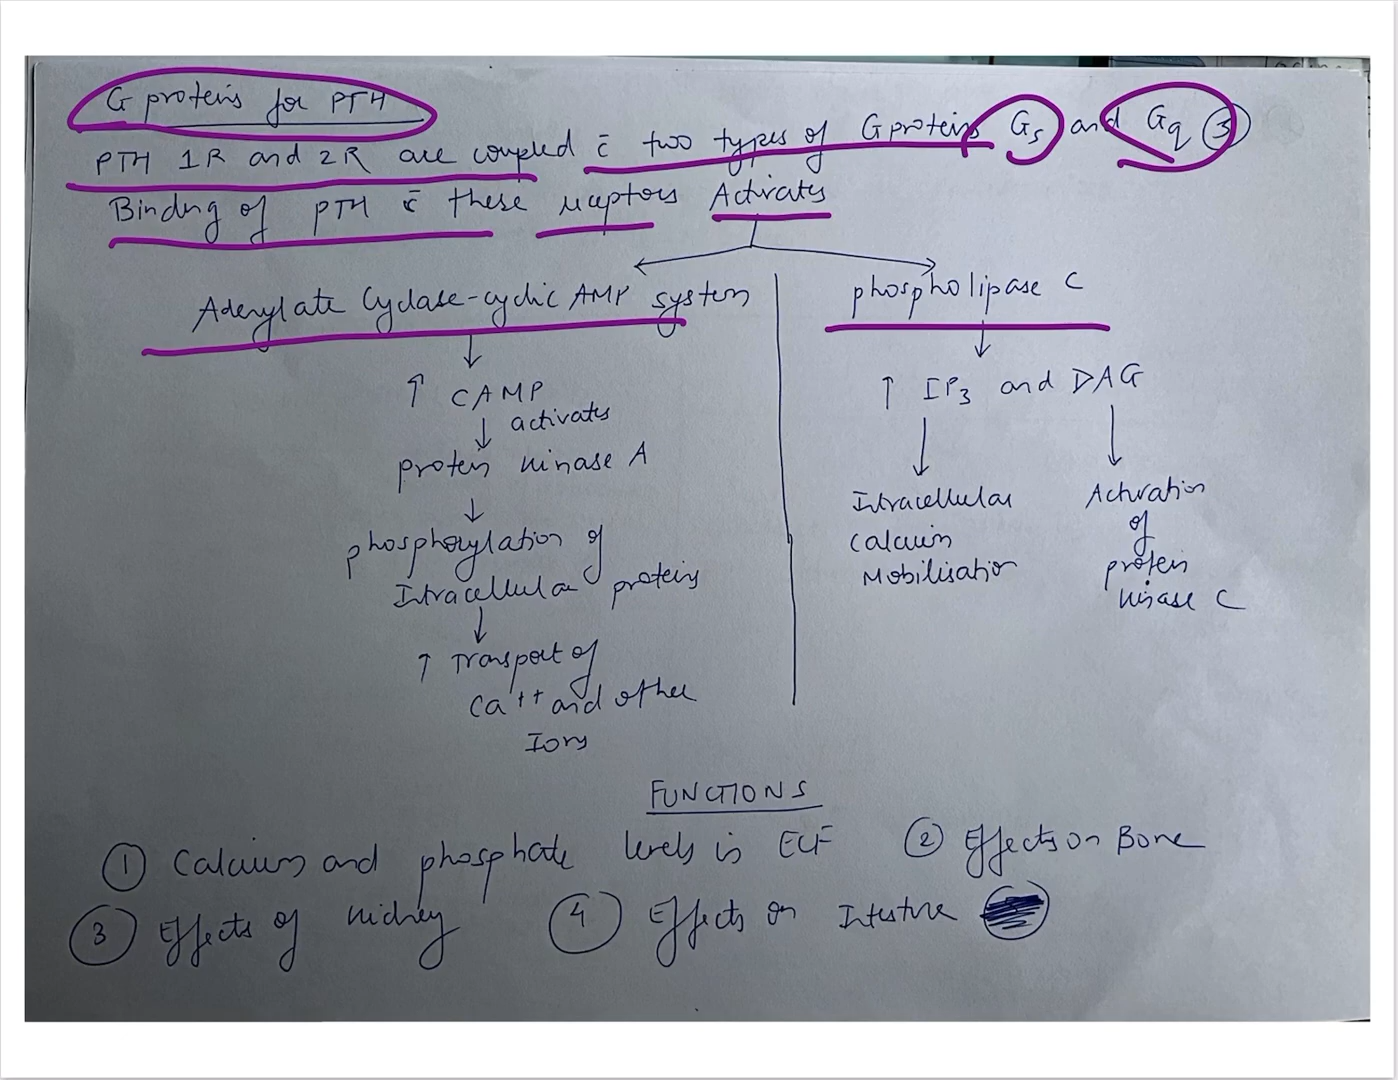 G proteins for PTH
PTH 1R and 2R are coupled c̄ two types of G proteins Gs and Gq ③
Binding of PTH c̄ these receptors Activates
Adenylate Cyclase-cyclic AMP system
phospholipase C
↑ CAMP
↓ activates
protein kinase A
↓
phosphorylation of
Intracellular proteins
↓
↑ Transport of
Ca++ and other
Ions
↑ IP3 and DAG
Intracellular
Calcium
Mobilisation
Activation
of
protein
kinase C
FUNCTIONS
① Calcium and phosphate levels in ECF ② Effects on Bone
③ Effects of kidney ④ Effects on Intestine